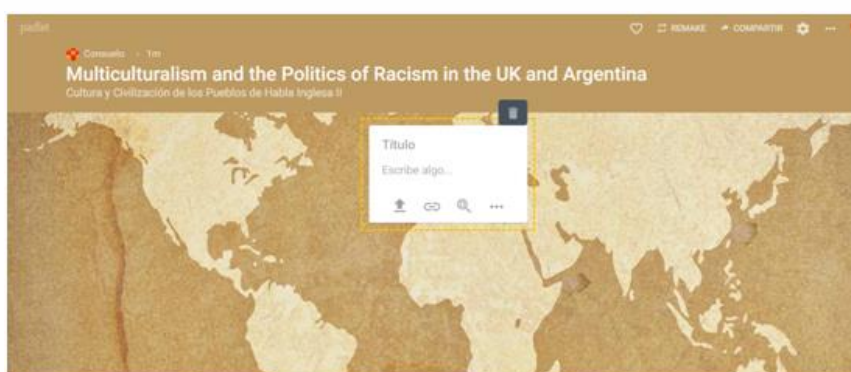 padlet
REMAKE COMPARTIR
Consuelo · 1m
Multiculturalism and the Politics of Racism in the UK and Argentina
Cultura y Civilización de los Pueblos de Habla Inglesa II
Título
Escribe algo...